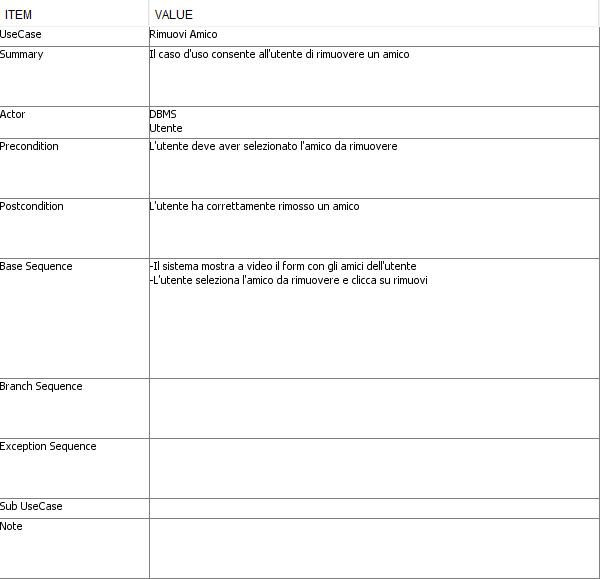 ITEM VALUE
UseCase Rimuovi Amico
Summary Il caso d'uso consente all'utente di rimuovere un amico
Actor DBMS
Utente
Precondition L'utente deve aver selezionato l'amico da rimuovere
Postcondition L'utente ha correttamente rimosso un amico
Base Sequence -Il sistema mostra a video il form con gli amici dell'utente
-L'utente seleziona l'amico da rimuovere e clicca su rimuovi
Branch Sequence
Exception Sequence
Sub UseCase
Note